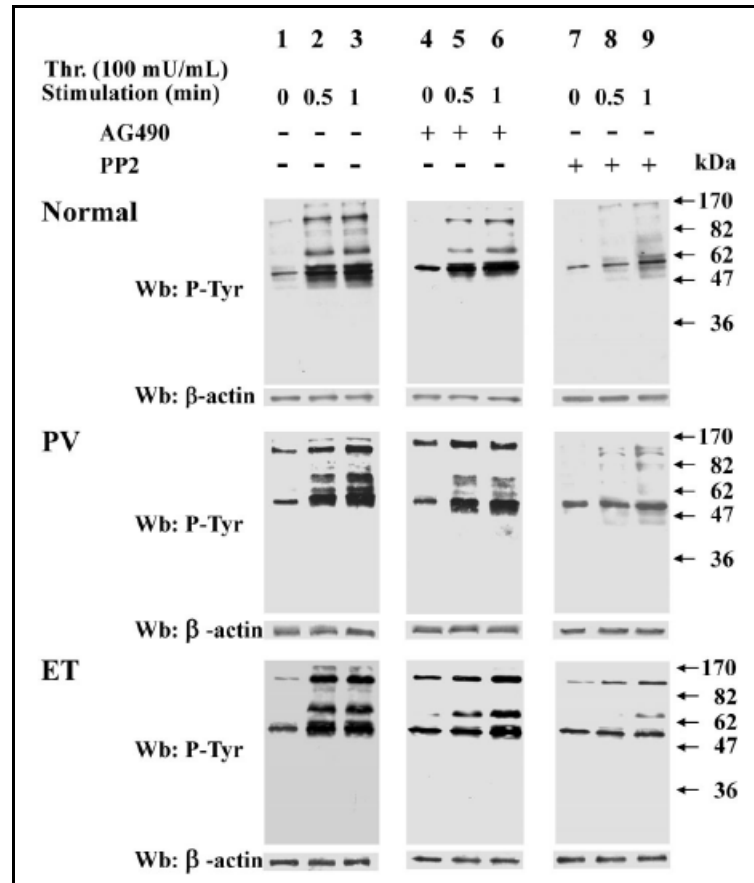 1 2 3 4 5 6 7 8 9
Thr. (100 mU/mL)
Stimulation (min) 0 0.5 1 0 0.5 1 0 0.5 1
AG490 - - - + + + - - -
PP2 - - - - - - + + + kDa
Normal
← 170
← 82
← 62
Wb: P-Tyr ← 47
← 36
Wb: β-actin
PV ← 170
← 82
← 62
Wb: P-Tyr ← 47
← 36
Wb: β -actin
ET ← 170
← 82
← 62
Wb: P-Tyr ← 47
← 36
Wb: β -actin